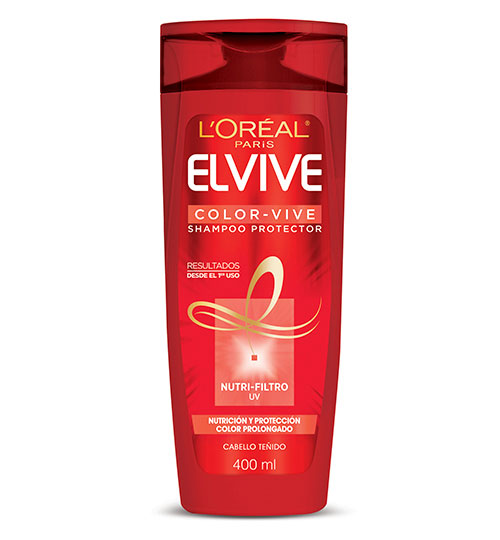 L'ORÉAL®
PARIS
ELVIVE
COLOR-VIVE
SHAMPOO PROTECTOR
RESULTADOS
DESDE EL 1ER USO
NUTRI-FILTRO
UV
NUTRICIÓN Y PROTECCIÓN
COLOR PROLONGADO
CABELLO TEÑIDO
400 ml